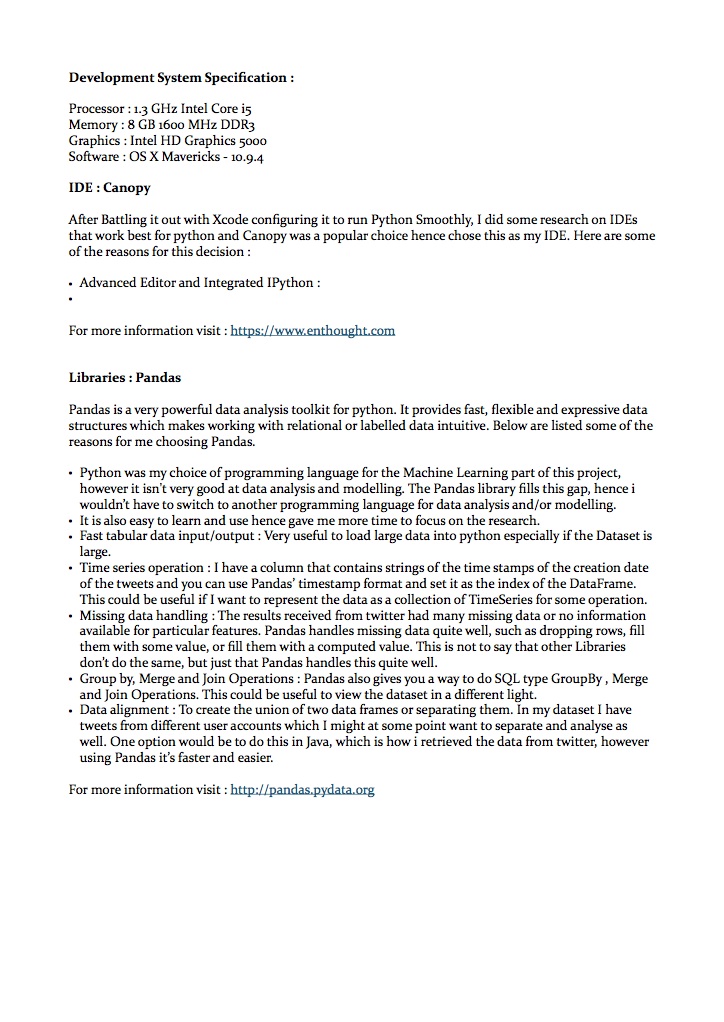 Development System Specification :
Processor : 1.3 GHz Intel Core i5
Memory : 8 GB 1600 MHz DDR3
Graphics : Intel HD Graphics 5000
Software : OS X Mavericks - 10.9.4
IDE : Canopy
After Battling it out with Xcode configuring it to run Python Smoothly, I did some research on IDEs
that work best for python and Canopy was a popular choice hence chose this as my IDE. Here are some
of the reasons for this decision :
• Advanced Editor and Integrated IPython :
•
For more information visit : https://www.enthought.com
Libraries : Pandas
Pandas is a very powerful data analysis toolkit for python. It provides fast, flexible and expressive data
structures which makes working with relational or labelled data intuitive. Below are listed some of the
reasons for me choosing Pandas.
• Python was my choice of programming language for the Machine Learning part of this project,
however it isn't very good at data analysis and modelling. The Pandas library fills this gap, hence i
wouldn't have to switch to another programming language for data analysis and/or modelling.
• It is also easy to learn and use hence gave me more time to focus on the research.
• Fast tabular data input/output : Very useful to load large data into python especially if the Dataset is
large.
• Time series operation : I have a column that contains strings of the time stamps of the creation date
of the tweets and you can use Pandas' timestamp format and set it as the index of the DataFrame.
This could be useful if I want to represent the data as a collection of TimeSeries for some operation.
• Missing data handling : The results received from twitter had many missing data or no information
available for particular features. Pandas handles missing data quite well, such as dropping rows, fill
them with some value, or fill them with a computed value. This is not to say that other Libraries
don't do the same, but just that Pandas handles this quite well.
• Group by, Merge and Join Operations : Pandas also gives you a way to do SQL type GroupBy , Merge
and Join Operations. This could be useful to view the dataset in a different light.
• Data alignment : To create the union of two data frames or separating them. In my dataset I have
tweets from different user accounts which I might at some point want to separate and analyse as
well. One option would be to do this in Java, which is how i retrieved the data from twitter, however
using Pandas it's faster and easier.
For more information visit : http://pandas.pydata.org